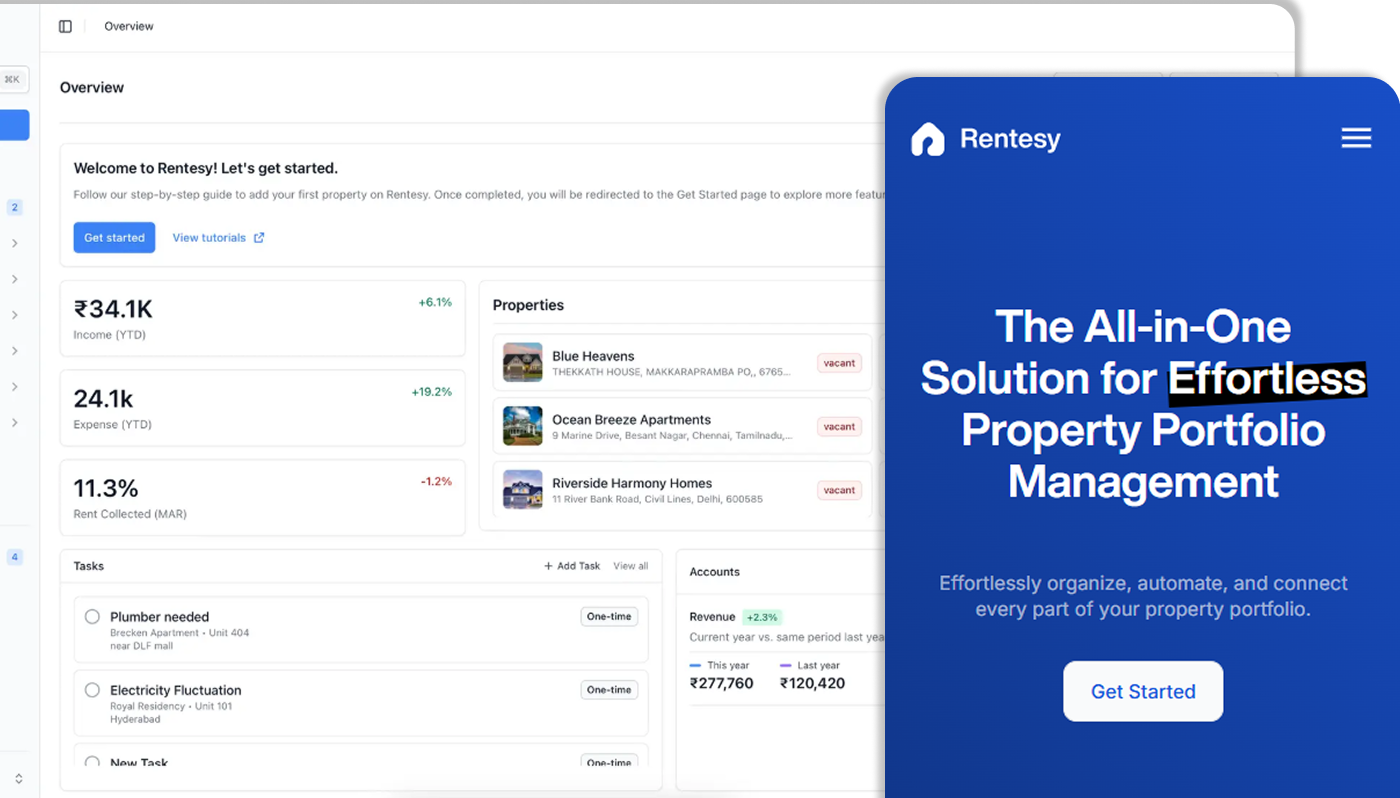 Overview
⌘K
Overview
Welcome to Rentesy! Let's get started.
Follow our step-by-step guide to add your first property on Rentesy. Once completed, you will be redirected to the Get Started page to explore more
Get started
View tutorials
2
₹34.1K
+6.1%
Income (YTD)
24.1k
+19.2%
Expense (YTD)
11.3%
-1.2%
Rent Collected (MAR)
Properties
Blue Heavens
vacant
THEKKATH HOUSE, MAKKARAPRAMBA PO,, 6765...
Ocean Breeze Apartments
vacant
9 Marine Drive, Besant Nagar, Chennai, Tamilnadu,...
Riverside Harmony Homes
vacant
11 River Bank Road, Civil Lines, Delhi, 600585
4
Tasks
+ Add Task
View all
Plumber needed
One-time
Brecken Apartment • Unit 404
near DLF mall
Electricity Fluctuation
One-time
Royal Residency • Unit 101
Hyderabad
New Task
One-time
Accounts
Revenue +2.3%
Current year vs. same period last year
This year
Last year
₹277,760
₹120,420
Rentesy
The All-in-One
Solution for Effortless
Property Portfolio
Management
Effortlessly organize, automate, and connect
every part of your property portfolio.
Get Started